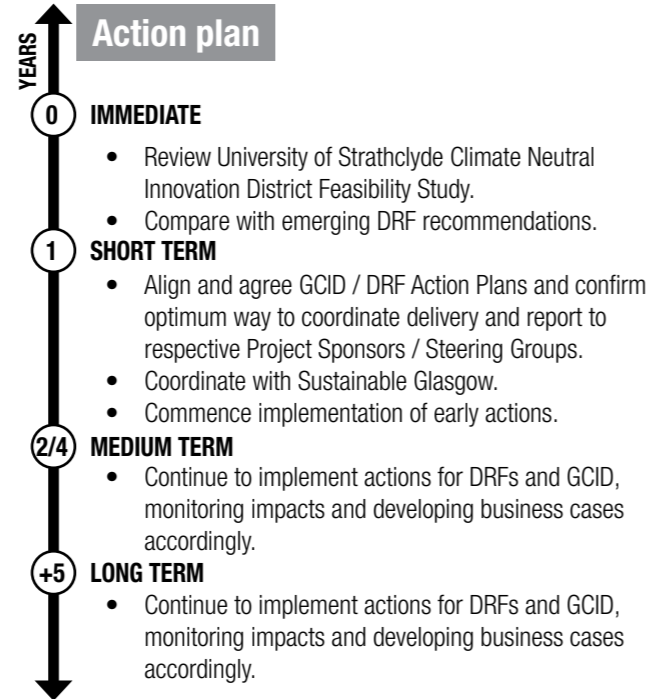 YEARS
Action plan
0 IMMEDIATE
• Review University of Strathclyde Climate Neutral
Innovation District Feasibility Study.
• Compare with emerging DRF recommendations.
1 SHORT TERM
• Align and agree GCID / DRF Action Plans and confirm
optimum way to coordinate delivery and report to
respective Project Sponsors / Steering Groups.
• Coordinate with Sustainable Glasgow.
• Commence implementation of early actions.
2/4 MEDIUM TERM
• Continue to implement actions for DRFs and GCID,
monitoring impacts and developing business cases
accordingly.
+5 LONG TERM
• Continue to implement actions for DRFs and GCID,
monitoring impacts and developing business cases
accordingly.